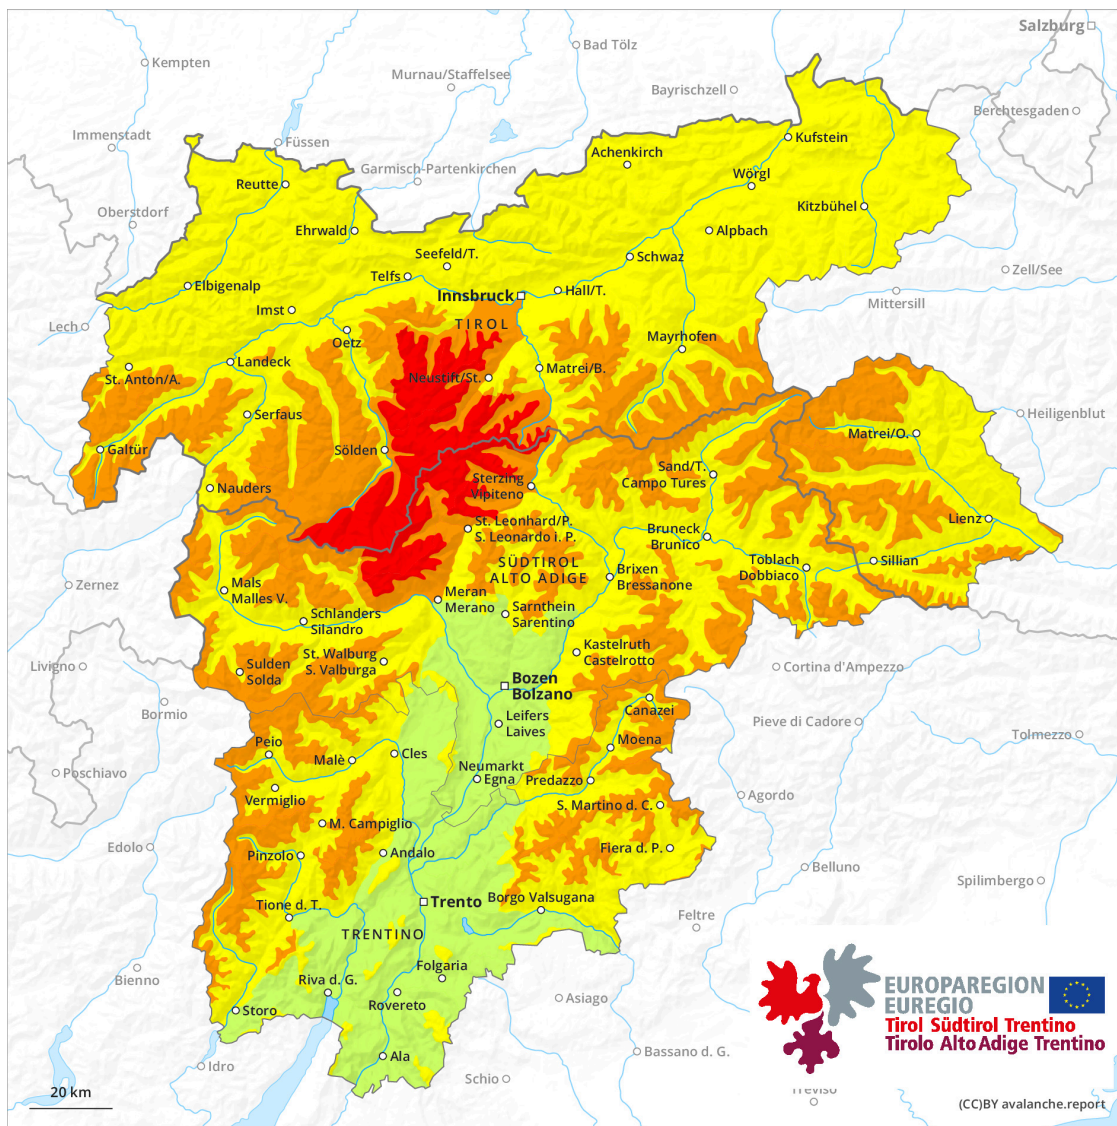 Salzburg
Bad Tölz
Kempten
Murnau/Staffelsee
Bayrischzell
Berchtesgaden
Immenstadt
Füssen
Kufstein
Achenkirch
Garmisch-Partenkirchen
Wörgl
Reutte
Oberstdorf
Kitzbühel
Ehrwald
Alpbach
Seefeld/T.
Schwaz
Zell/See
Telfs
Elbigenalp
Hall/T.
Innsbruck
Mittersill
Imst
TIROL
Lech
Oetz
Mayrhofen
Landeck
Matrei/B.
St. Anton/A.
Neustift/St.
Serfaus
Heiligenblut
Matrei/O.
Galtür
Sölden
Sand/T.
Campo Tures
Sterzing
Vipiteno
Nauders
St. Leonhard/P.
S. Leonardo i. P.
Lienz
Bruneck
Brunico
SÜDTIROL
ALTO ADIGE
Toblach
Dobbiaco
Sillian
Brixen
Bressanone
Zernez
Mals
Malles V.
Meran
Merano
Sarnthein
Sarentino
Schlanders
Silandro
Kastelruth
Castelrotto
St. Walburg
S. Valburga
Livigno
Sulden
Solda
Cortina d'Ampezzo
Bozen
Bolzano
Bormio
Canazei
Leifers
Laives
Pieve di Cadore
Tolmezzo
Peio
Moena
Cles
Malè
Poschiavo
Neumarkt
Egna
Predazzo
Vermiglio
Agordo
S. Martino d. C.
M. Campiglio
Edolo
Pinzolo
Andalo
Fiera d. P.
Belluno
Spilimbergo
Borgo Valsugana
Tione d. T.
Trento
Feltre
TRENTINO
Folgaria
Bienno
Riva d. G.
EUROPAREGION
EUREGIO
Tirol Südtirol Trentino
Tirolo Alto Adige Trentino
Rovereto
Asiago
Storo
Ala
Bassano d. G.
Idro
Schio
Treviso
20 km
(CC)BY avalanche.report